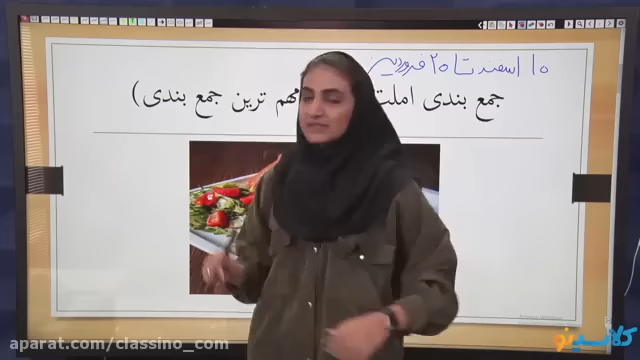 ۱۰ اسفند تا ۲۰ فروردین
جمع بندی املت مهم ترین جمع بندی)
aparat.com/classino_com
کلاسینو